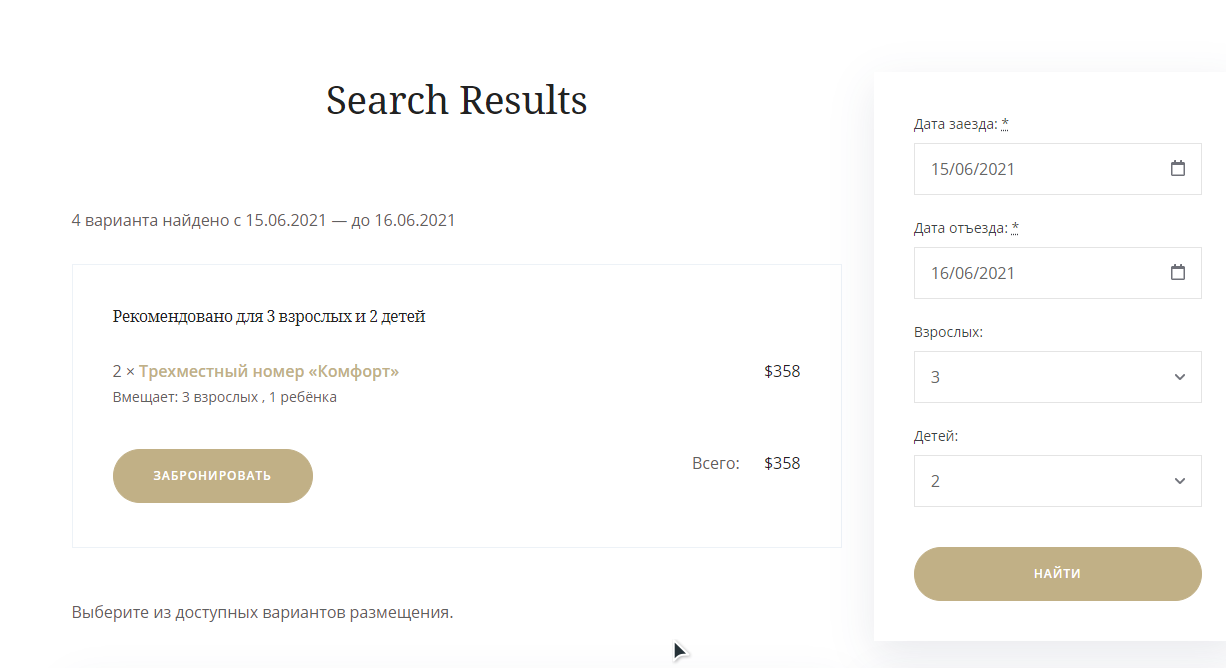 Search Results
4 варианта найдено с 15.06.2021 — до 16.06.2021
Рекомендовано для 3 взрослых и 2 детей
2 × Трехместный номер «Комфорт» $358
Вмещает: 3 взрослых , 1 ребёнка
ЗАБРОНИРОВАТЬ Всего: $358
Выберите из доступных вариантов размещения.
Дата заезда: *
15/06/2021
Дата отъезда: *
16/06/2021
Взрослых:
3
Детей:
2
НАЙТИ